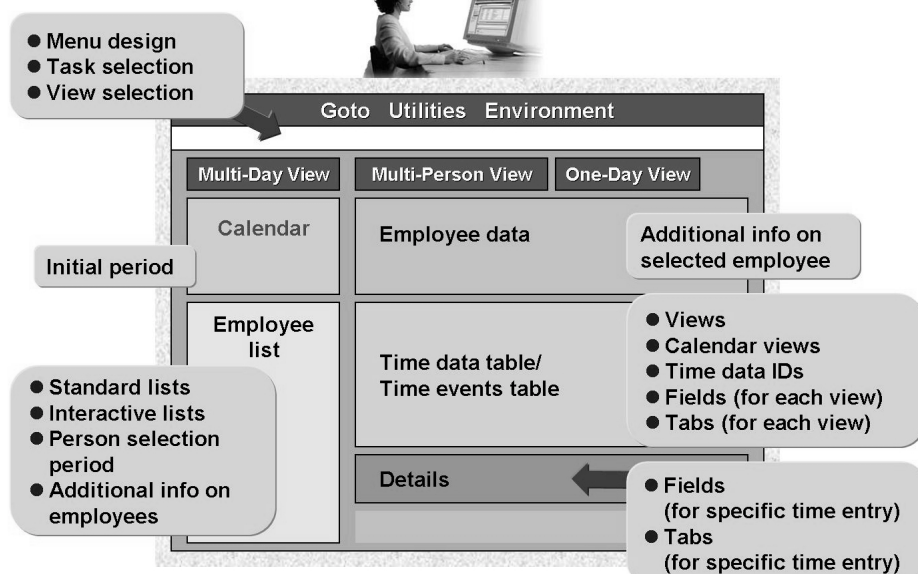 ● Menu design
● Task selection
● View selection
Goto Utilities Environment
Multi-Day View
Multi-Person View
One-Day View
Calendar
Employee data
Additional info on
selected employee
Initial period
Employee
list
Time data table/
Time events table
● Views
● Calendar views
● Time data IDs
● Fields (for each view)
● Tabs (for each view)
● Standard lists
● Interactive lists
● Person selection
period
● Additional info on
employees
Details
● Fields
(for specific time entry)
● Tabs
(for specific time entry)